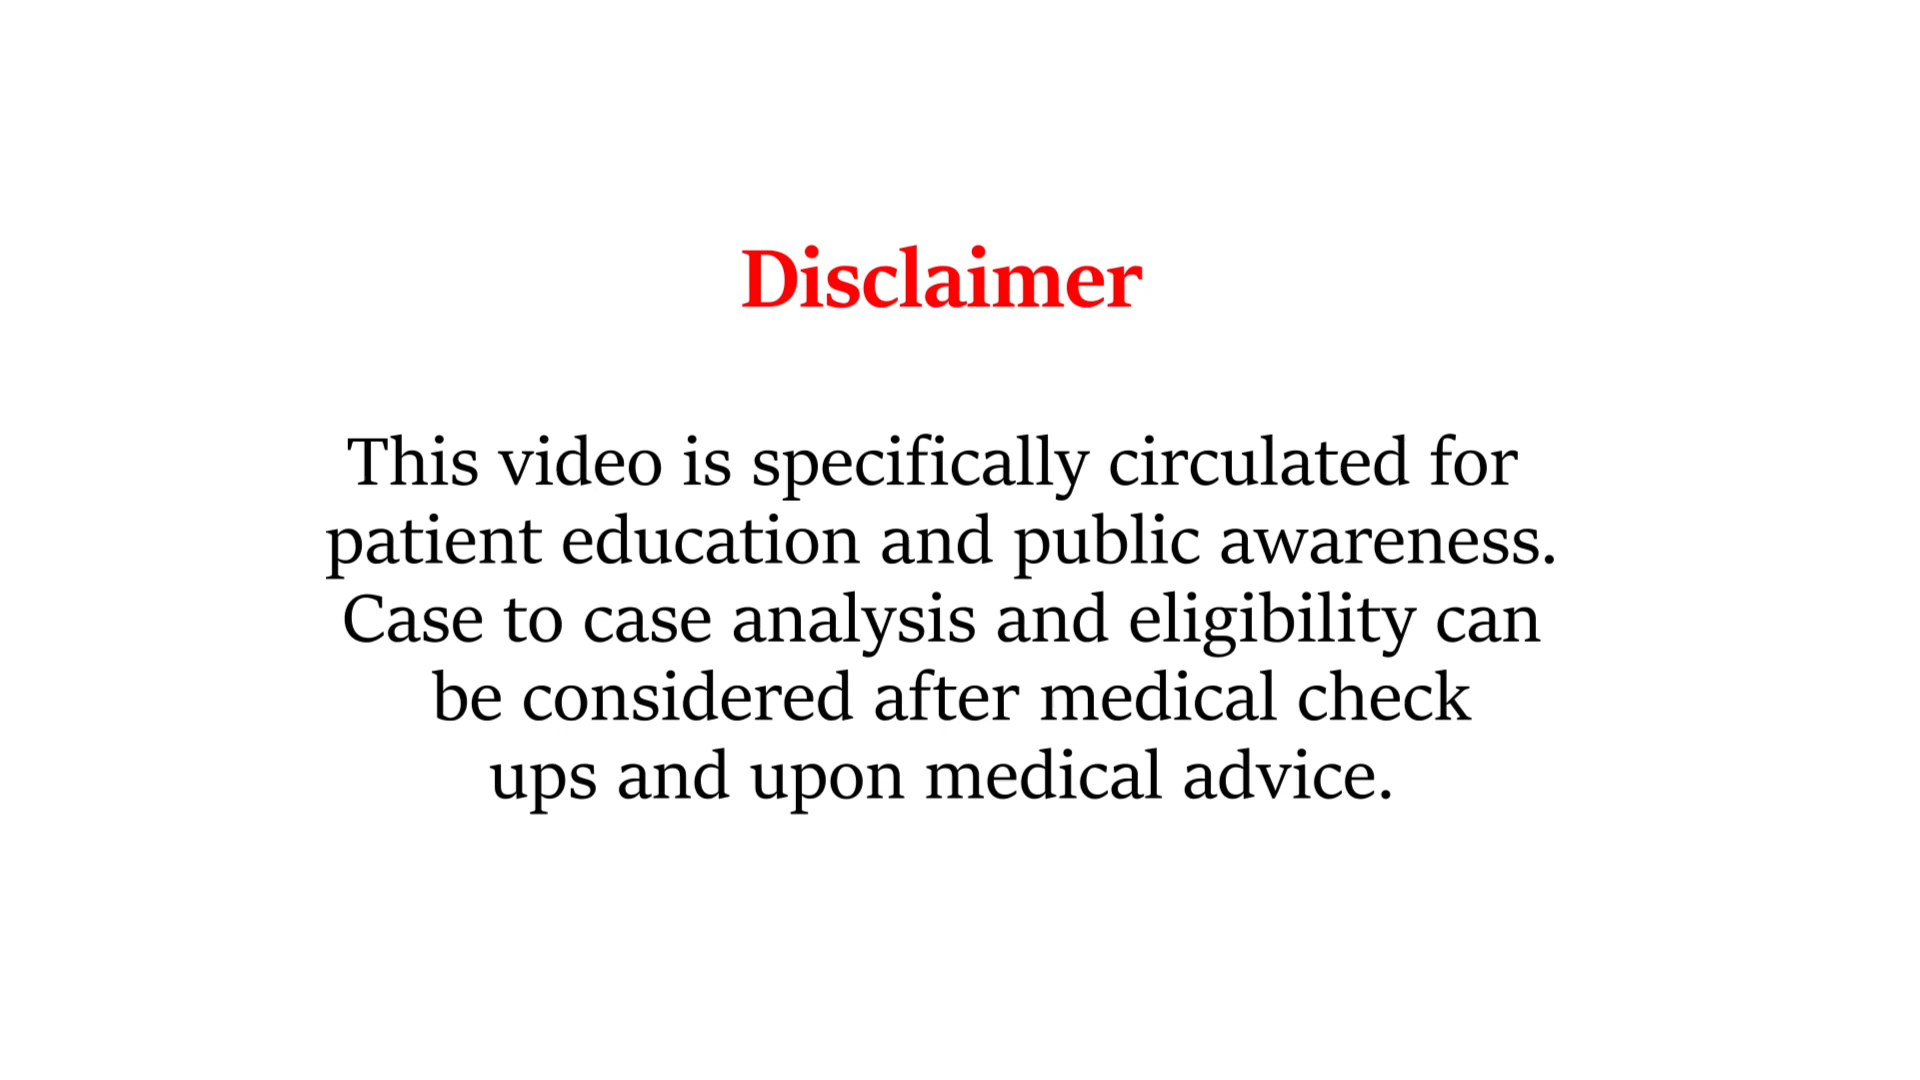 Disclaimer
This video is specifically circulated for
patient education and public awareness.
Case to case analysis and eligibility can
be considered after medical check
ups and upon medical advice.